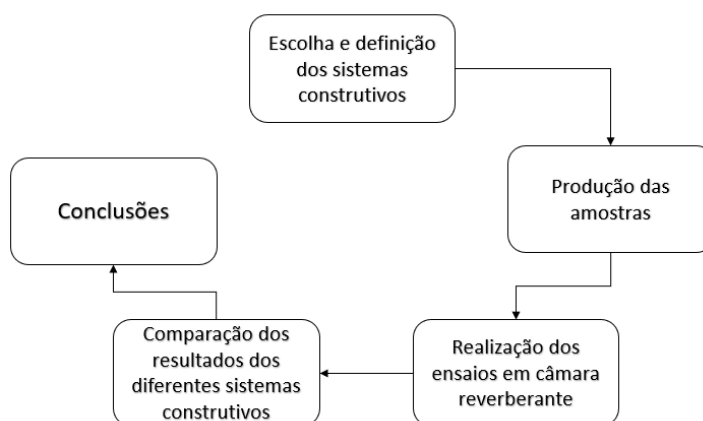 Escolha e definição
dos sistemas
construtivos
Produção das
amostras
Realização dos
ensaios em câmara
reverberante
Comparação dos
resultados dos
diferentes sistemas
construtivos
Conclusões